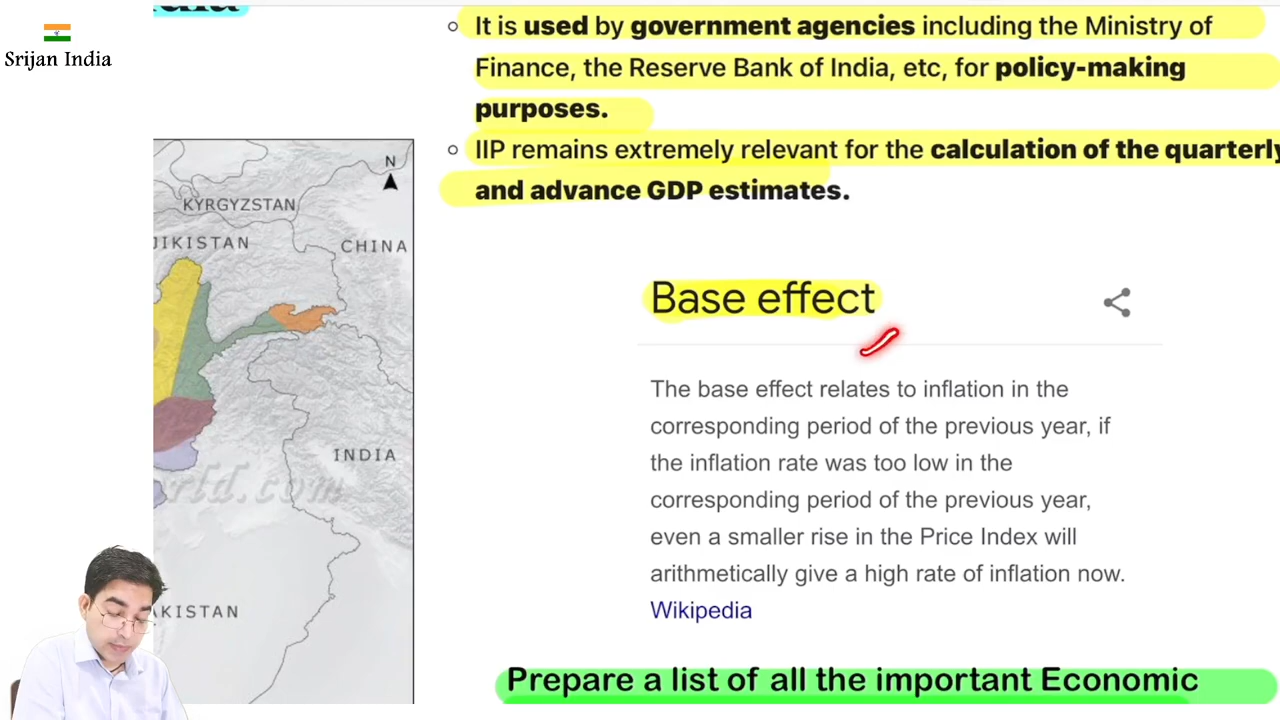 Srijan India
It is used by government agencies including the Ministry of
Finance, the Reserve Bank of India, etc, for policy-making
purposes.
IIP remains extremely relevant for the calculation of the quarterly
and advance GDP estimates.
N
KYRGYZSTAN
JIKISTAN
CHINA
INDIA
rld.com
AKISTAN
Base effect
The base effect relates to inflation in the
corresponding period of the previous year, if
the inflation rate was too low in the
corresponding period of the previous year,
even a smaller rise in the Price Index will
arithmetically give a high rate of inflation now.
Wikipedia
Prepare a list of all the important Economic